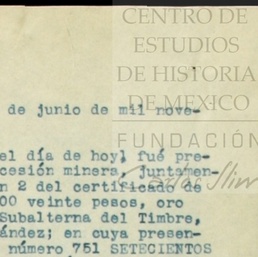 CENTRO DE
ESTUDIOS
DE HISTORIA
DE MEXICO
FUNDACIÓN
Carlos Slim
de junio de mil nove-
el día de hoy, fué pre-
cesión minera, juntamen-
n 2 del certificado de
00 veinte pesos, oro
Subalterna del Timbre,
ández; en cuya presen-
número 751 SETECIENTOS